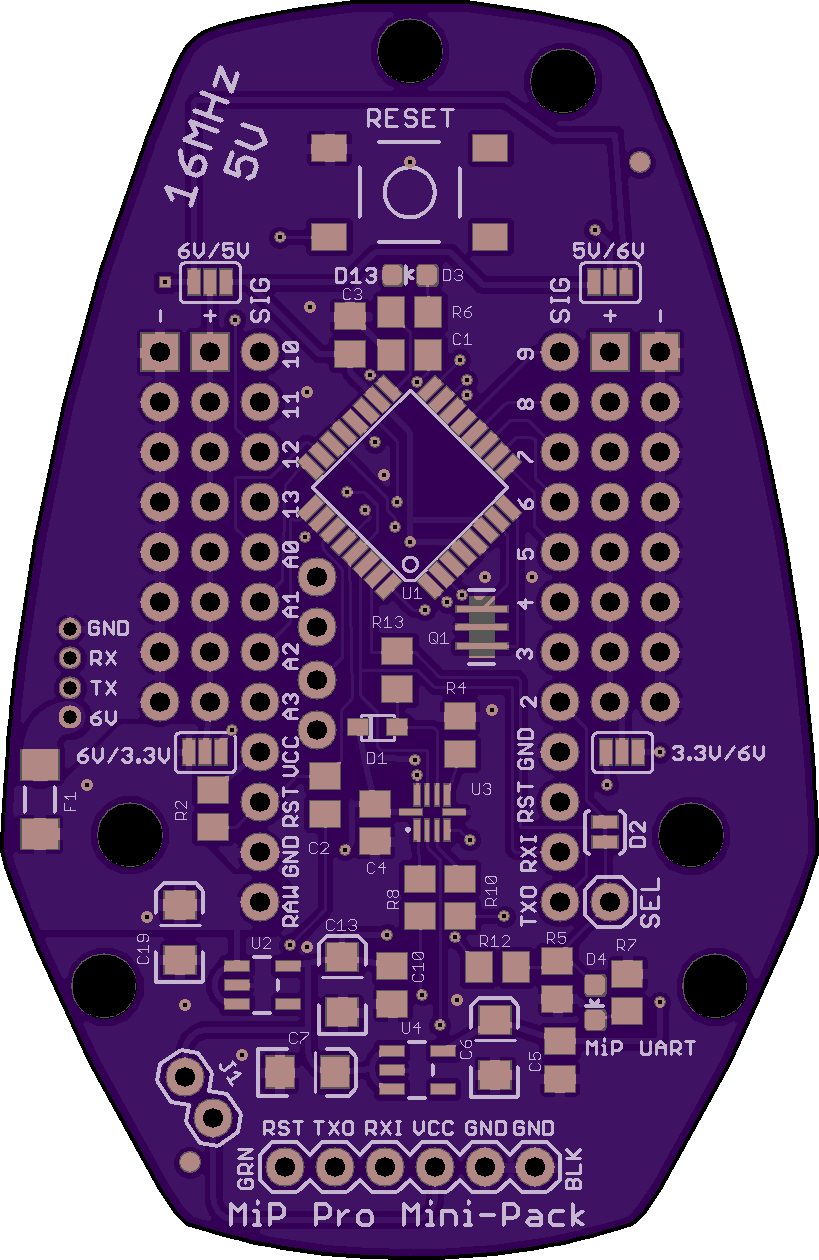 RESET
16MHz
5V
6V/5V
5V/6V
D13
D3
SIG
SIG
C3
R6
-
+
+
-
C1
10
9
11
8
12
7
13
6
A0
5
U1
A1
4
R13
Q1
GND
RX
TX
6V
A2
3
A3
R4
2
6V/3.3V
VCC
D1
GND
3.3V/6V
F1
R2
RST
U3
RST
D2
C2
C4
GND
RXI
RAW
R8
R10
TXO
SEL
C19
U2
C13
C10
R12
R5
D4
R7
C7
U4
C6
C5
MiP UART
J1
RST TXO RXI VCC GND GND
GRN
BLK
MiP Pro Mini-Pack